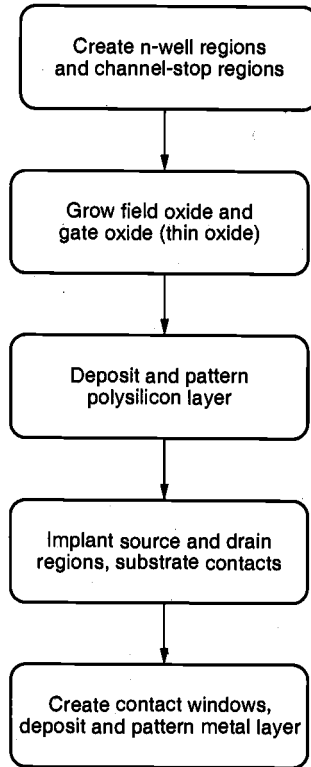 Create n-well regions
and channel-stop regions
Grow field oxide and
gate oxide (thin oxide)
Deposit and pattern
polysilicon layer
Implant source and drain
regions, substrate contacts
Create contact windows,
deposit and pattern metal layer